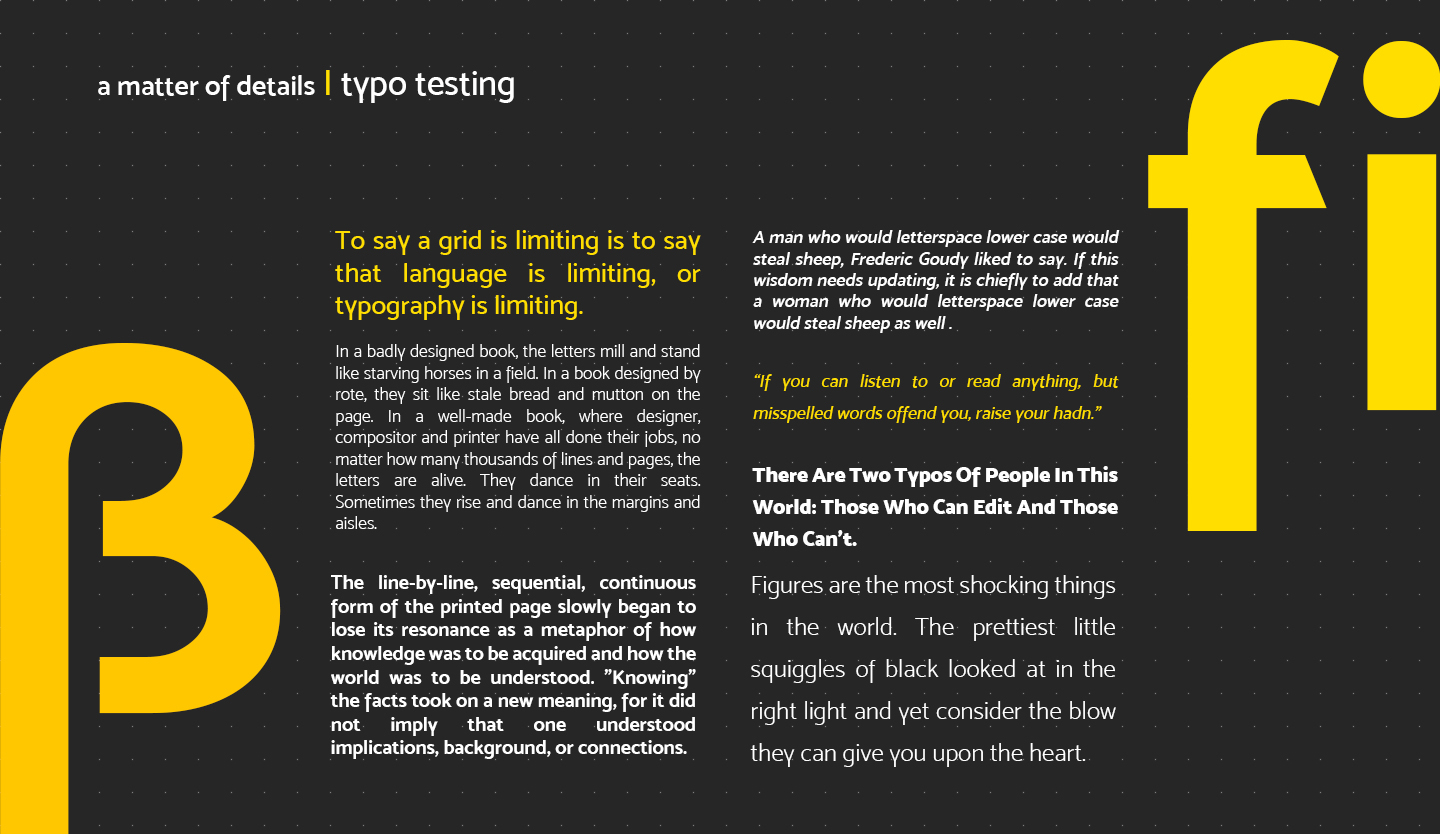 a matter of details | typo testing
fi
To say a grid is limiting is to say
that language is limiting, or
typography is limiting.
In a badly designed book, the letters mill and stand
like starving horses in a field. In a book designed by
rote, they sit like stale bread and mutton on the
page. In a well-made book, where designer,
compositor and printer have all done their jobs, no
matter how many thousands of lines and pages, the
letters are alive. They dance in their seats.
Sometimes they rise and dance in the margins and
aisles.
The line-by-line, sequential, continuous
form of the printed page slowly began to
lose its resonance as a metaphor of how
knowledge was to be acquired and how the
world was to be understood. ”Knowing”
the facts took on a new meaning, for it did
not imply that one understood
implications, background, or connections.
A man who would letterspace lower case would
steal sheep, Frederic Goudy liked to say. If this
wisdom needs updating, it is chiefly to add that
a woman who would letterspace lower case
would steal sheep as well .
“If you can listen to or read anything, but
misspelled words offend you, raise your hadn.”
There Are Two Typos Of People In This
World: Those Who Can Edit And Those
Who Can’t.
Figures are the most shocking things
in the world. The prettiest little
squiggles of black looked at in the
right light and yet consider the blow
they can give you upon the heart.
ß